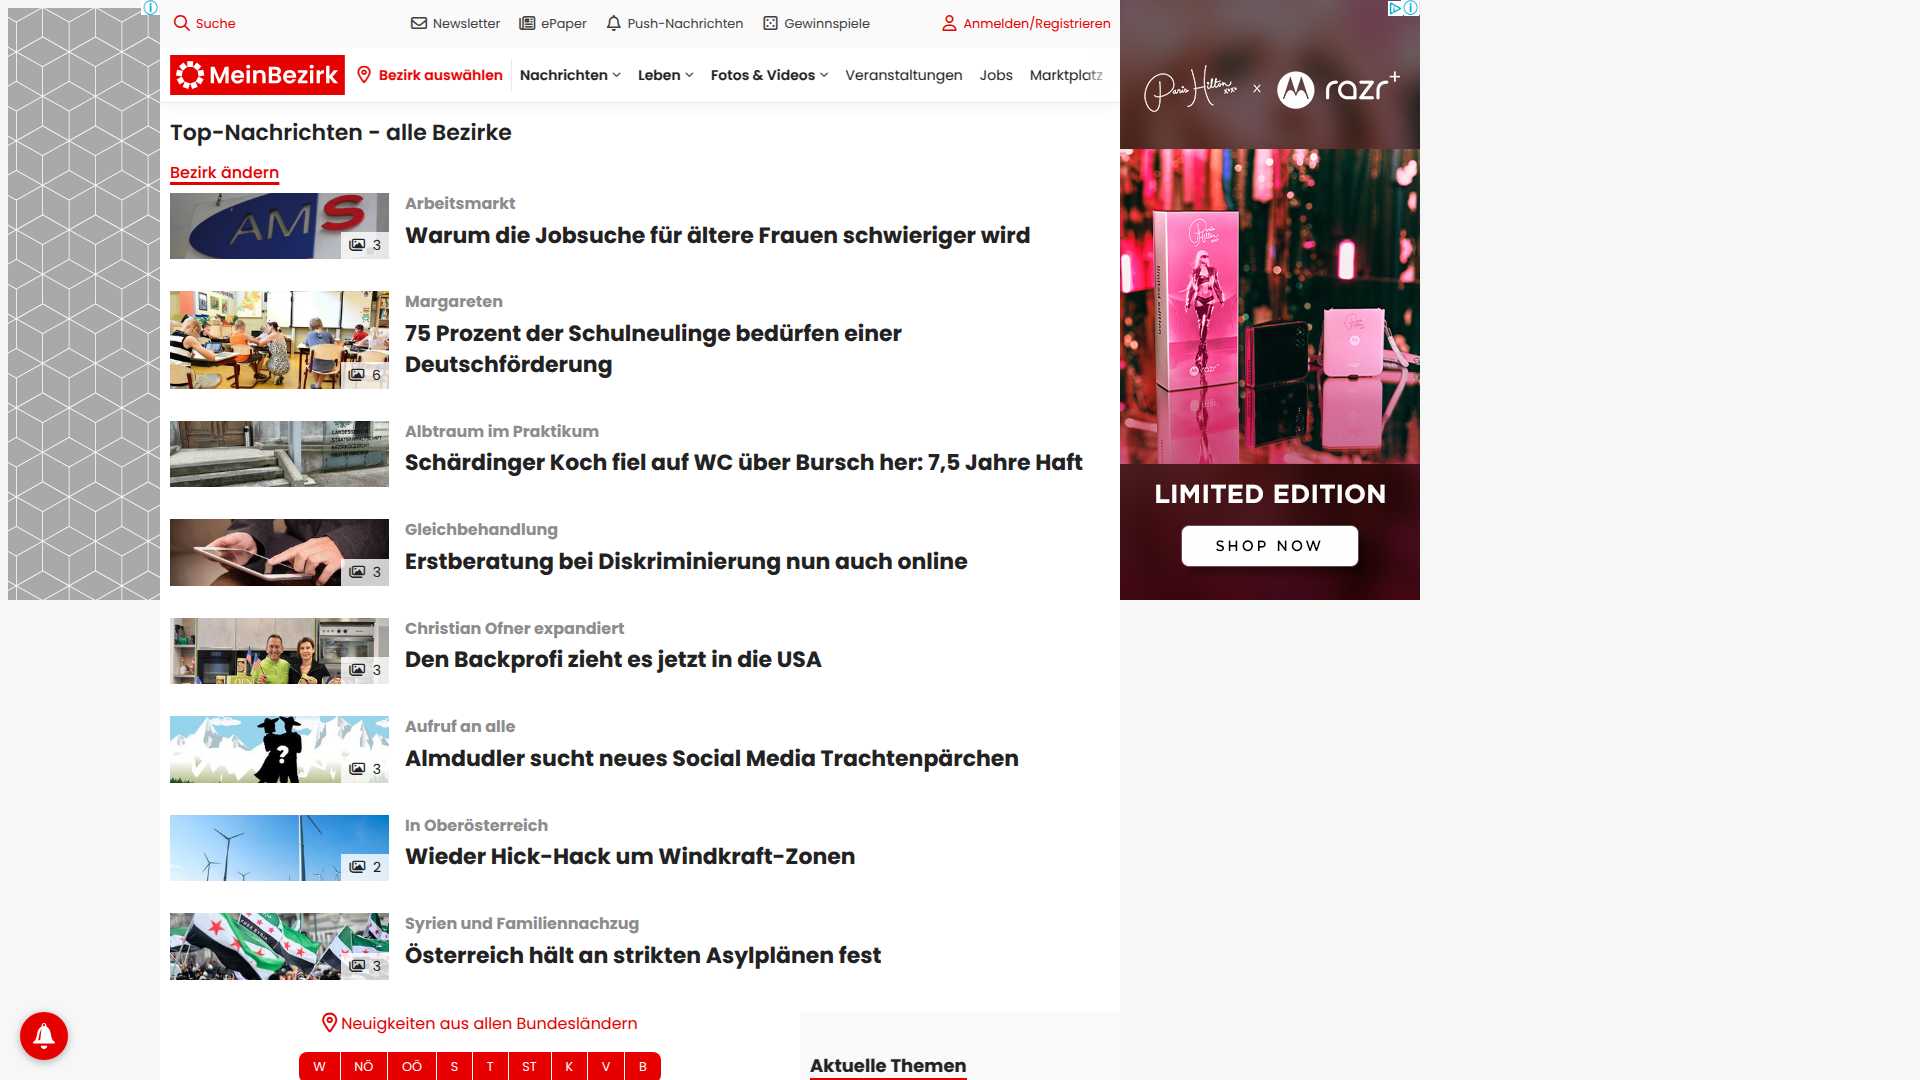 Suche
Newsletter
ePaper
Push-Nachrichten
Gewinnspiele
Anmelden/Registrieren
MeinBezirk
Bezirk auswählen
Nachrichten
Leben
Fotos & Videos
Veranstaltungen
Jobs
Marktplatz
Top-Nachrichten - alle Bezirke
Bezirk ändern
AMS
3
Arbeitsmarkt
Warum die Jobsuche für ältere Frauen schwieriger wird
6
Margareten
75 Prozent der Schulneulinge bedürfen einer
Deutschförderung
Albtraum im Praktikum
Schärdinger Koch fiel auf WC über Bursch her: 7,5 Jahre Haft
3
Gleichbehandlung
Erstberatung bei Diskriminierung nun auch online
3
Christian Ofner expandiert
Den Backprofi zieht es jetzt in die USA
?
3
Aufruf an alle
Almdudler sucht neues Social Media Trachtenpärchen
2
In Oberösterreich
Wieder Hick-Hack um Windkraft-Zonen
3
Syrien und Familiennachzug
Österreich hält an strikten Asylplänen fest
Neuigkeiten aus allen Bundesländern
W
NÖ
OÖ
S
T
ST
K
V
B
Aktuelle Themen
Paris Hilton x razr+
razr
LIMITED EDITION
SHOP NOW